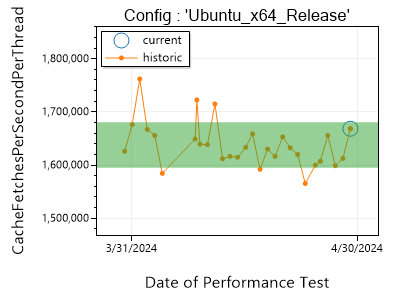 Config : 'Ubuntu_x64_Release'
current
historic
CacheFetchesPerSecondPerThread
1,800,000
1,700,000
1,600,000
1,500,000
3/31/2024
4/30/2024
Date of Performance Test